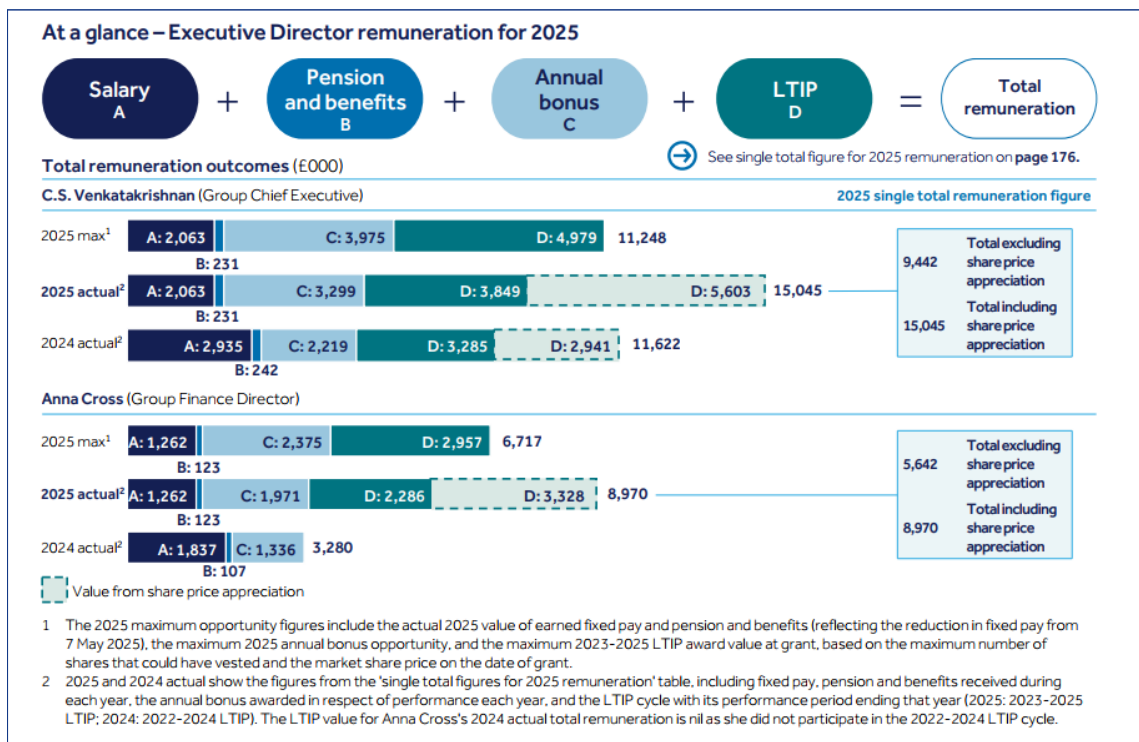 At a glance – Executive Director remuneration for 2025
Salary
A
+
Pension
and benefits
B
+
Annual
bonus
C
+
LTIP
D
=
Total
remuneration
Total remuneration outcomes (£000)
See single total figure for 2025 remuneration on page 176.
C.S. Venkatakrishnan (Group Chief Executive)
2025 single total remuneration figure
2025 max¹ A: 2,063 C: 3,975 D: 4,979 11,248
B: 231
2025 actual² A: 2,063 C: 3,299 D: 3,849 D: 5,603 15,045
B: 231
2024 actual² A: 2,935 C: 2,219 D: 3,285 D: 2,941 11,622
B: 242
9,442
Total excluding
share price
appreciation
15,045
Total including
share price
appreciation
Anna Cross (Group Finance Director)
2025 max¹ A: 1,262 C: 2,375 D: 2,957 6,717
B: 123
2025 actual² A: 1,262 C: 1,971 D: 2,286 D: 3,328 8,970
B: 123
2024 actual² A: 1,837 C: 1,336 3,280
B: 107
5,642
Total excluding
share price
appreciation
8,970
Total including
share price
appreciation
Value from share price appreciation
1 The 2025 maximum opportunity figures include the actual 2025 value of earned fixed pay and pension and benefits (reflecting the reduction in fixed pay from
7 May 2025), the maximum 2025 annual bonus opportunity, and the maximum 2023-2025 LTIP award value at grant, based on the maximum number of
shares that could have vested and the market share price on the date of grant.
2 2025 and 2024 actual show the figures from the 'single total figures for 2025 remuneration' table, including fixed pay, pension and benefits received during
each year, the annual bonus awarded in respect of performance each year, and the LTIP cycle with its performance period ending that year (2025: 2023-2025
LTIP; 2024: 2022-2024 LTIP). The LTIP value for Anna Cross's 2024 actual total remuneration is nil as she did not participate in the 2022-2024 LTIP cycle.